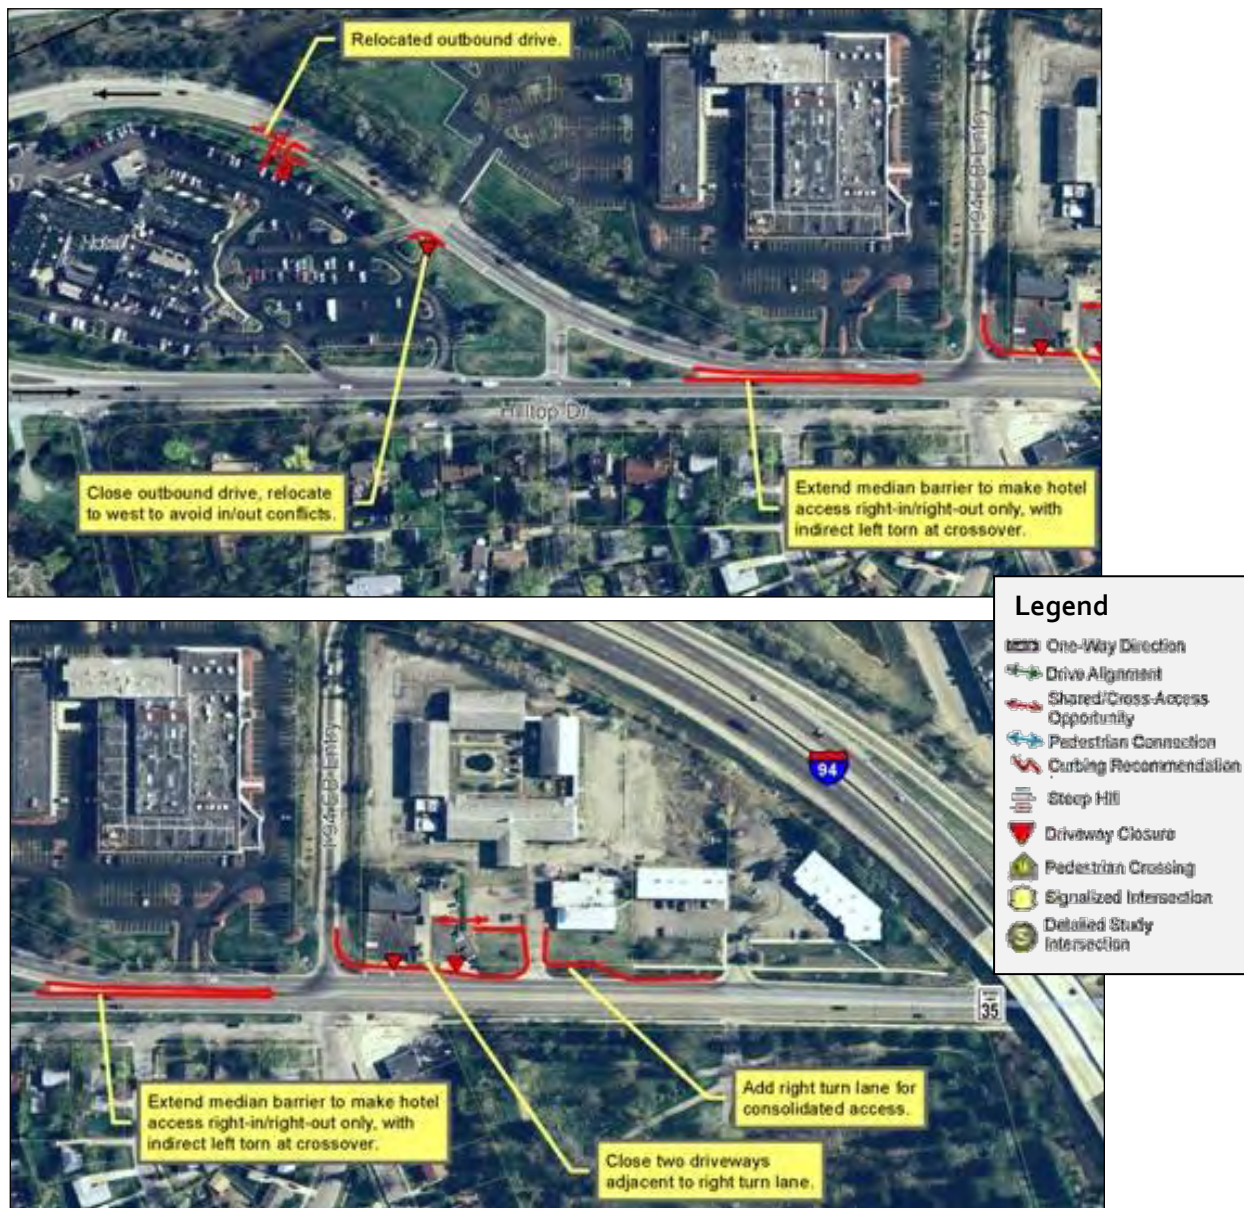 Relocated outbound drive.
Hotel
I-94 EB Entry
Hilltop Dr
Close outbound drive, relocate
to west to avoid in/out conflicts.
Extend median barrier to make hotel
access right-in/right-out only, with
indirect left torn at crossover.
Legend
One-Way Direction
Drive Alignment
Shared/Cross-Access
Opportunity
Pedestrian Connection
Curbing Recommendation
Steep Hill
Driveway Closure
Pedestrian Crossing
Signalized Intersection
Detailed Study
Intersection
I-94 EB Entry
94
35
Extend median barrier to make hotel
access right-in/right-out only, with
indirect left torn at crossover.
Add right turn lane for
consolidated access.
Close two driveways
adjacent to right turn lane.